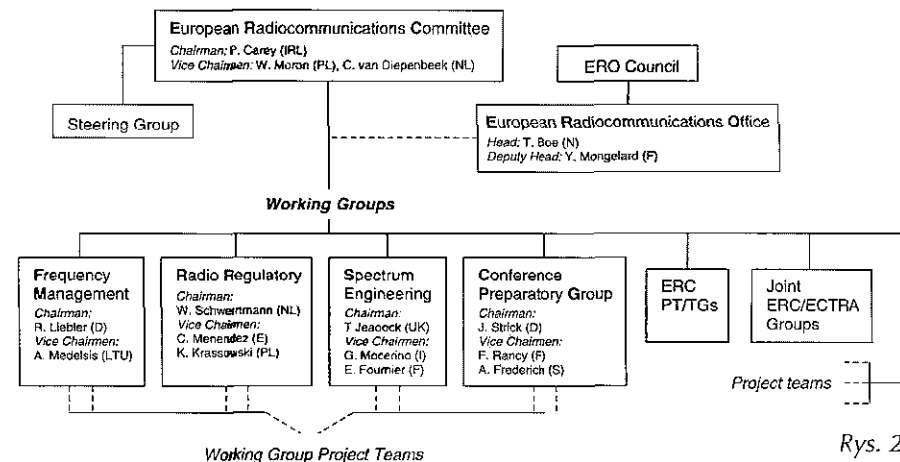 European Radiocommunications Committee
Chairman: P. Carey (IRL)
Vice Chairmen: W. Moron (PL), C. van Diepenbeek (NL)
ERO Council
Steering Group
European Radiocommunications Office
Head: T. Boe (N)
Deputy Head: Y. Mongelard (F)
Working Groups
Frequency
Management
Chairman:
R. Liebler (D)
Vice Chairman:
A. Medelsis (LTU)
Radio Regulatory
Chairman:
W. Schwertmann (NL)
Vice Chairmen:
C. Menendez (E)
K. Krassowski (PL)
Spectrum
Engineering
Chairman:
T Jeacock (UK)
Vice Chairmen:
G. Mocerino (I)
E. Fournier (F)
Conference
Preparatory Group
Chairman:
J. Strick (D)
Vice Chairmen:
F. Rancy (F)
A. Frederich (S)
ERC
PT/TGs
Joint
ERC/ECTRA
Groups
Project teams
Working Group Project Teams
Rys. 2